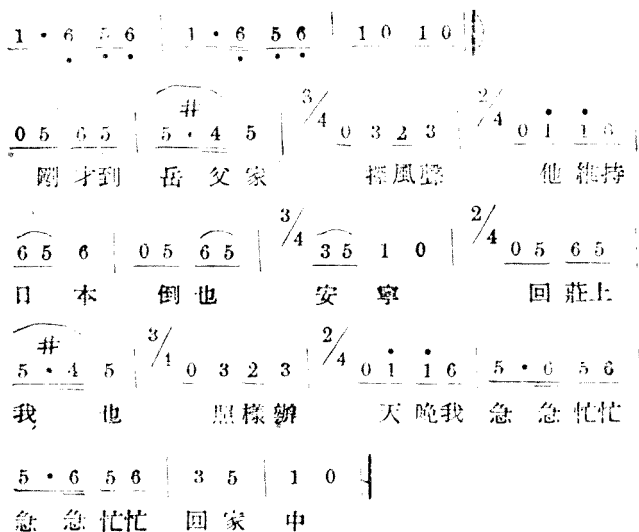 1 · 6 5 6 | 1 · 6 5 6 | 1 0 1 0
0 5 6 5 | 5 · #4 5 | 3/4 0 3 2 3 | 2/4 0 1 1 6
剛才到 岳父家 探風聲 他維持
6 5 6 | 0 5 6 5 | 3/4 3 5 1 0 | 2/4 0 5 6 5
日本 倒也 安寧 回莊上
5 · #4 5 | 3/4 0 3 2 3 | 2/4 0 1 1 6 | 5 · 6 5 6
我也 照樣辦 天晚我 急急忙忙
5 · 6 5 6 | 3 5 | 1 0
急急忙忙 回家中